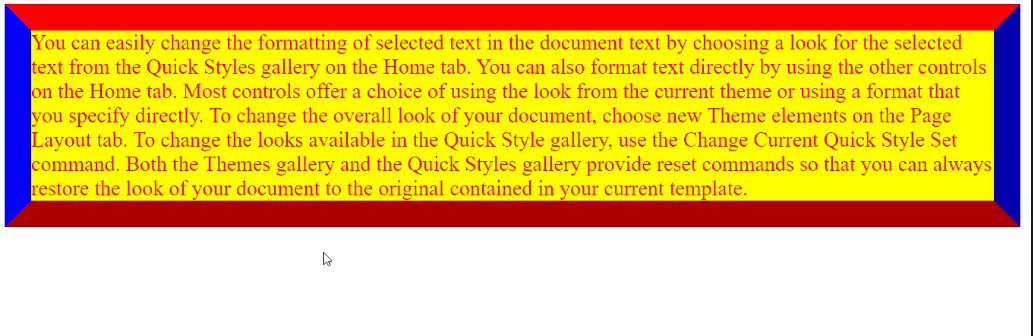 You can easily change the formatting of selected text in the document text by choosing a look for the selected
text from the Quick Styles gallery on the Home tab. You can also format text directly by using the other controls
on the Home tab. Most controls offer a choice of using the look from the current theme or using a format that
you specify directly. To change the overall look of your document, choose new Theme elements on the Page
Layout tab. To change the looks available in the Quick Style gallery, use the Change Current Quick Style Set
command. Both the Themes gallery and the Quick Styles gallery provide reset commands so that you can always
restore the look of your document to the original contained in your current template.